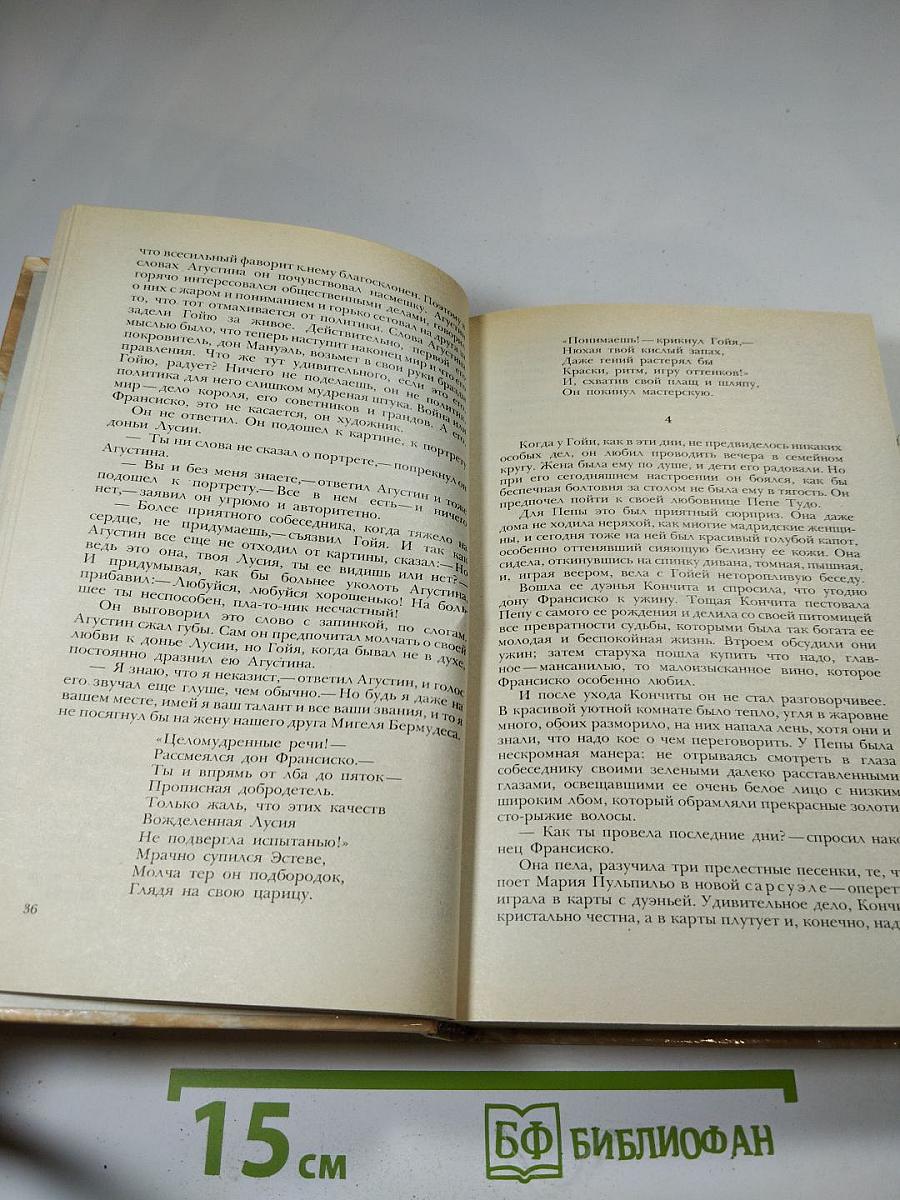 что всесильный фаворит к нему благосклонен. Поэтому в
словах Агустина он почувствовал насмешку. Агустин
горячо интересовался общественными делами, говорил
о них с жаром и пониманием и горько сетовал на друга за
то, что тот отмахивается от политики. Слова Агустина
задели Гойю за живое. Действительно, первой его
мыслью было, что теперь наступит наконец мир и что его
покровитель, дон Мануэль, возьмет в свои руки бразды
правления. Что же тут удивительного, если это его,
Гойю, радует? Ничего не поделаешь, он не политик,
политика для него слишком мудреная штука. Война или
мир — дело короля, его советников и грандов. А его,
Франсиско, это не касается, он художник.
Он не ответил. Он подошел к картине, к портрету
доньи Лусии.
— Ты ни слова не сказал о портрете,— попрекнул он
Агустина.
— Вы и без меня знаете,— ответил Агустин и тоже
подошел к портрету.— Все в нем есть — и ничего
нет,— заявил он угрюмо и авторитетно.
— Более приятного собеседника, когда тяжело на
сердце, не придумаешь,— съязвил Гойя. И так как
Агустин все еще не отходил от картины, сказал:— Но
ведь это она, твоя Лусия, ты ее видишь или нет?—
И придумывая, как бы больнее уколоть Агустина,
прибавил:— Любуйся, любуйся хорошенько! На боль-
шее ты неспособен, пла-то-ник несчастный!
Он выговорил это слово с запинкой, по слогам.
Агустин сжал губы. Сам он предпочитал молчать о своей
любви к донье Лусии, но Гойя, когда бывал не в духе,
постоянно дразнил ею Агустина.
— Я знаю, что я неказист,— ответил Агустин, и голос
его звучал еще глуше, чем обычно.— Но будь я даже на
вашем месте, имей я ваш талант и все ваши звания, и то я
не посягнул бы на жену нашего друга Мигеля Бермудеса.
«Целомудренные речи!—
Рассмеялся дон Франсиско.—
Ты и впрямь от лба до пяток —
Прописная добродетель.
Только жаль, что этих качеств
Вожделенная Лусия
Не подвергла испытанью!»
Мрачно супился Эстеве,
Молча тер он подбородок,
Глядя на свою царицу.
36
«Понимаешь!— крикнул Гойя,—
Нюхая твой кислый запах,
Даже гений растерял бы
Краски, ритм, игру оттенков!»
И, схватив свой плащ и шляпу,
Он покинул мастерскую.
4
Когда у Гойи, как в эти дни, не предвиделось никаких
особых дел, он любил проводить вечера в семейном
кругу. Жена была ему по душе, и дети его радовали. Но
при его сегодняшнем настроении он боялся, как бы
беспечная болтовня за столом не была ему в тягость. Он
предпочел пойти к своей любовнице Пепе Тудо.
Для Пепы это был приятный сюрприз. Она даже
дома не ходила неряхой, как многие мадридские женщи-
ны, и сегодня тоже на ней был красивый голубой капот,
особенно оттенявший сияющую белизну ее кожи. Она
сидела, откинувшись на спинку дивана, томная, пышная,
и, играя веером, вела с Гойей неторопливую беседу.
Вошла ее дуэнья Кончита и спросила, что угодно
дону Франсиско к ужину. Тощая Кончита пестовала
Пепу с самого ее рождения и делила со своей питомицей
все превратности судьбы, которыми была так богата ее
молодая и беспокойная жизнь. Втроем обсудили они
ужин; затем старуха пошла купить что надо, глав-
ное — мансанилью, то малоизысканное вино, которое
Франсиско особенно любил.
И после ухода Кончиты он не стал разговорчивее.
В красивой уютной комнате было тепло, угля в жаровне
много, обоих разморило, на них напала лень, хотя они и
знали, что надо кое о чем переговорить. У Пепы была
нескромная манера: не отрываясь смотреть в глаза
собеседнику своими зелеными далеко расставленными
глазами, освещавшими ее очень белое лицо с низким
широким лбом, который обрамляли прекрасные золоти-
сто-рыжие волосы.
— Как ты провела последние дни?— спросил нако-
нец Франсиско.
Она пела, разучила три прелестные песенки, те, ч
поет Мария Пульпильо в новой сарсуэле — оперетт
играла в карты с дуэньей. Удивительное дело, Кончи
кристально честна, а в карты плутует и, конечно, над
15 см
БФ БИБЛИОФАН